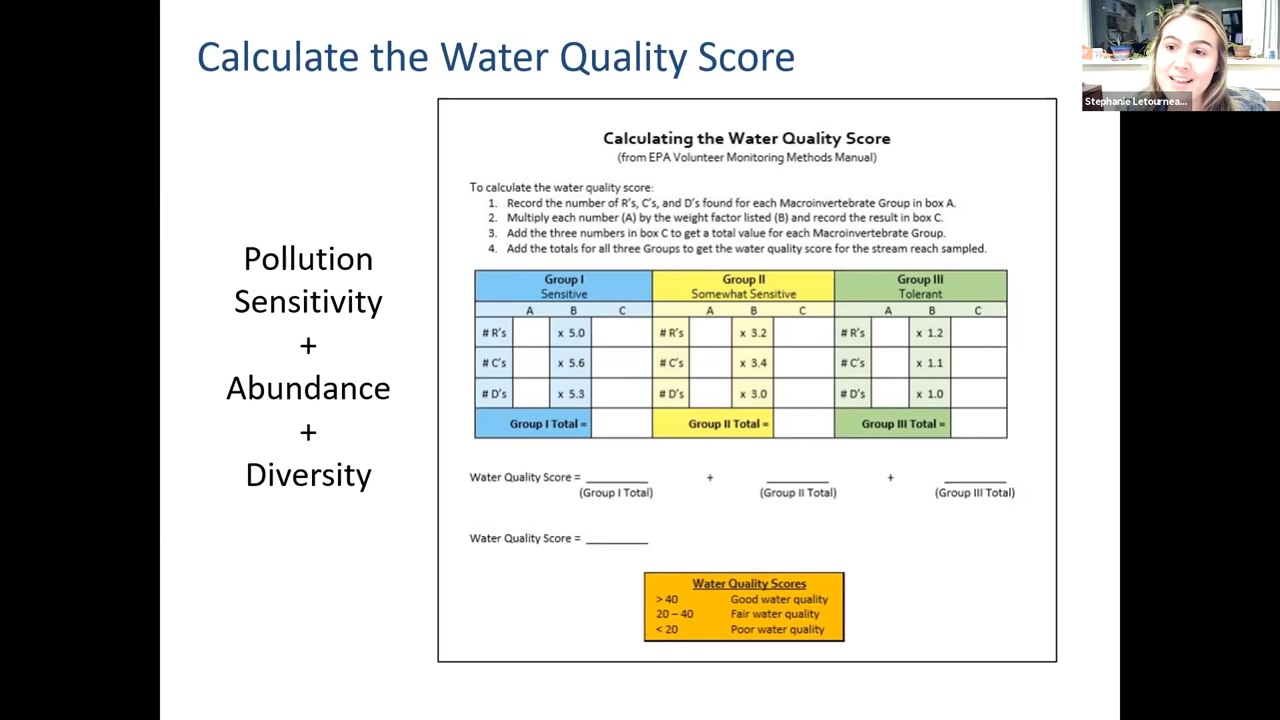 Calculate the Water Quality Score
Stephanie Letournea...
Pollution
Sensitivity
+
Abundance
+
Diversity
Calculating the Water Quality Score
(from EPA Volunteer Monitoring Methods Manual)
To calculate the water quality score:
1. Record the number of R's, C's, and D's found for each Macroinvertebrate Group in box A.
2. Multiply each number (A) by the weight factor listed (B) and record the result in box C.
3. Add the three numbers in box C to get a total value for each Macroinvertebrate Group.
4. Add the totals for all three Groups to get the water quality score for the stream reach sampled.
Group I Group II Group III
Sensitive Somewhat Sensitive Tolerant
A B C A B C A B C
# R's x 5.0 # R's x 3.2 # R's x 1.2
# C's x 5.6 # C's x 3.4 # C's x 1.1
# D's x 5.3 # D's x 3.0 # D's x 1.0
Group I Total = Group II Total = Group III Total =
Water Quality Score = ________ + ________ + ________
(Group I Total) (Group II Total) (Group III Total)
Water Quality Score = ________
Water Quality Scores
> 40 Good water quality
20 – 40 Fair water quality
< 20 Poor water quality